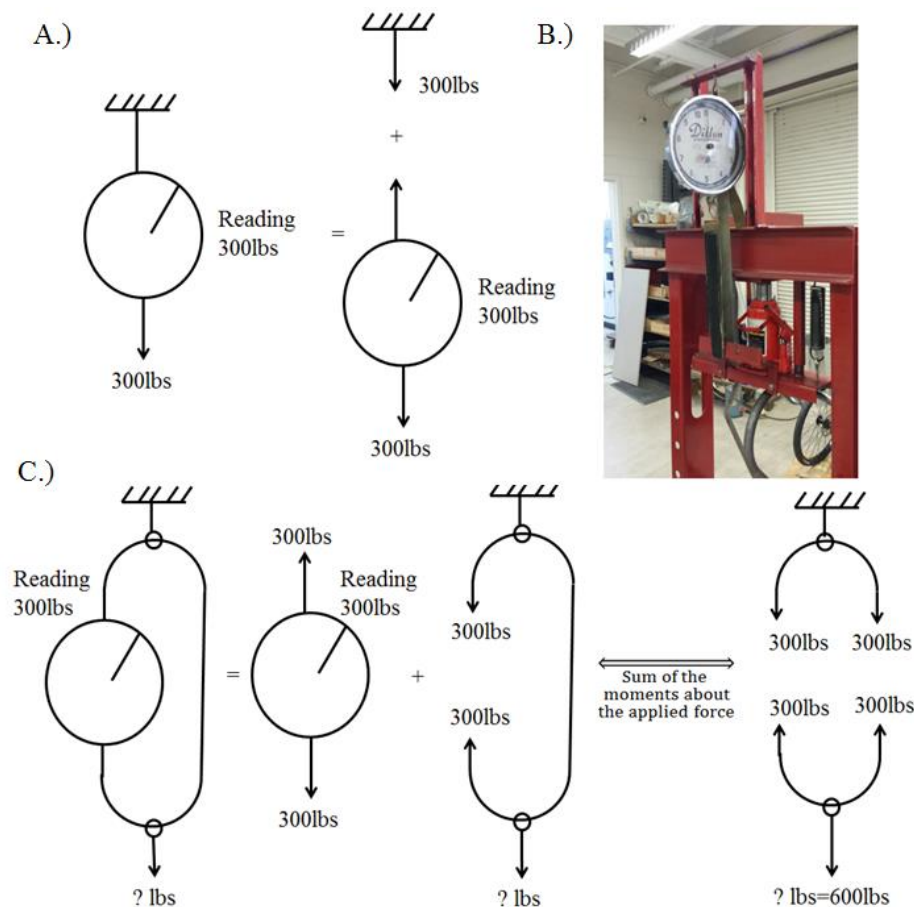 A.)
300lbs
+
Reading
300lbs
=
Reading
300lbs
300lbs
300lbs
B.)
Dillon
C.)
Reading
300lbs
? lbs
=
300lbs
Reading
300lbs
300lbs
+
300lbs
300lbs
? lbs
Sum of the
moments about
the applied force
300lbs 300lbs
300lbs 300lbs
? lbs=600lbs